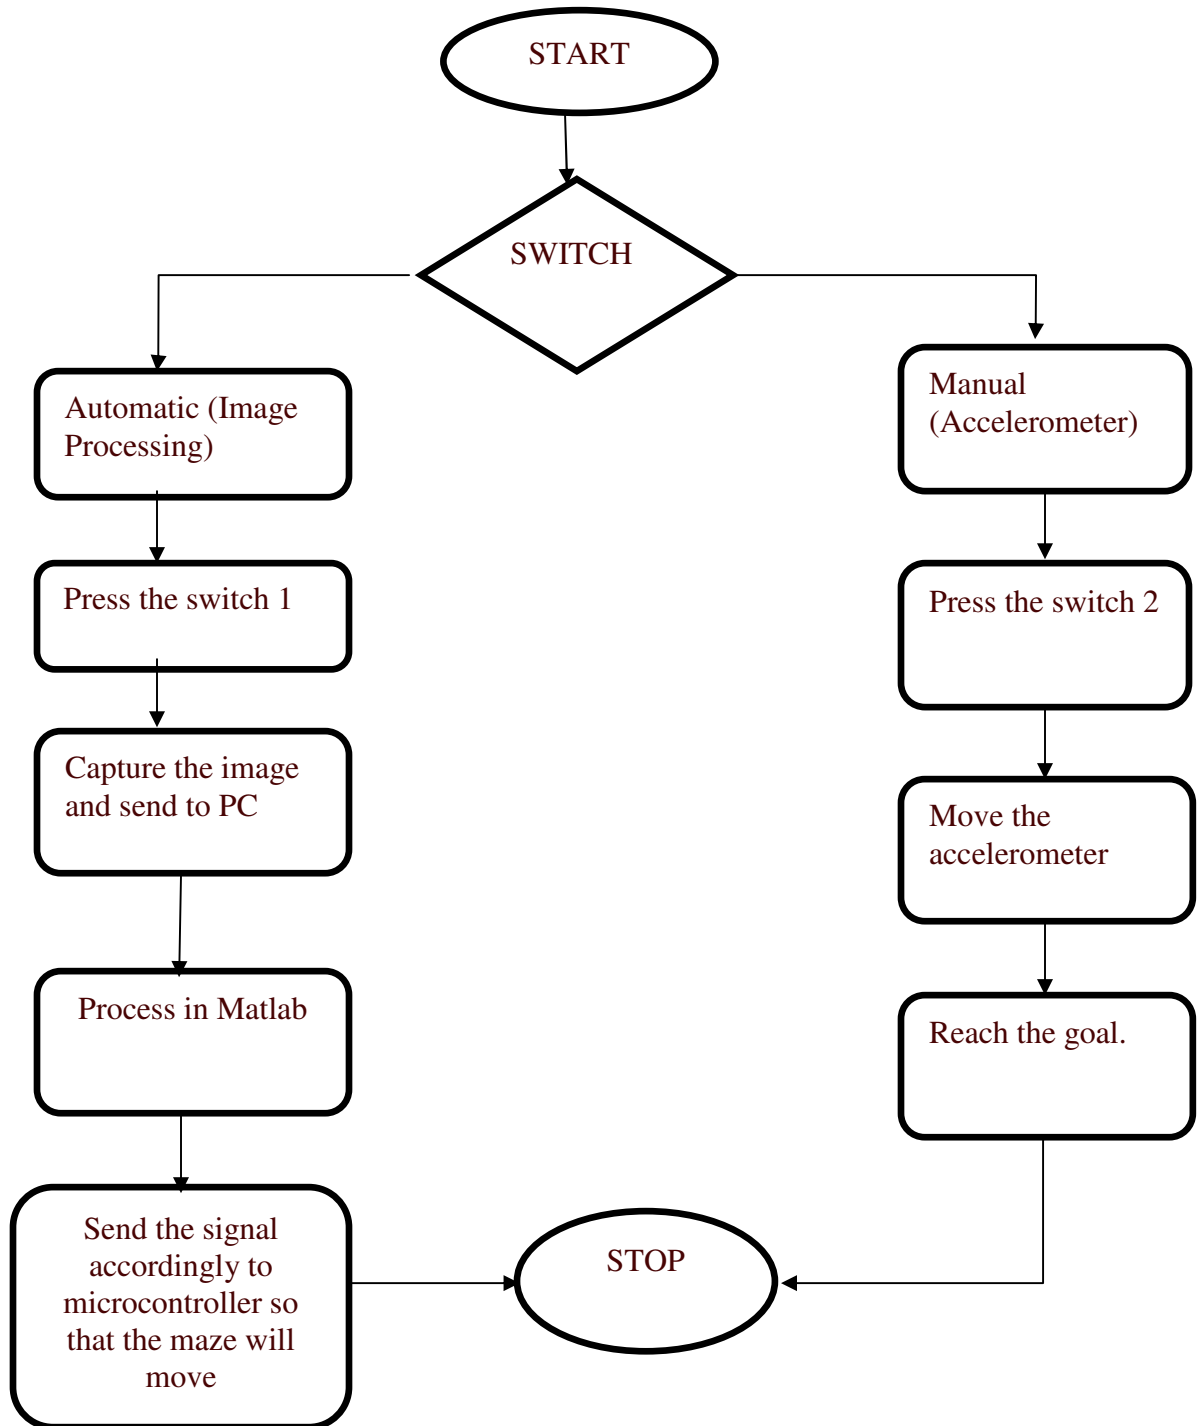 START
SWITCH
Automatic (Image
Processing)
Press the switch 1
Capture the image
and send to PC
Process in Matlab
Send the signal
accordingly to
microcontroller so
that the maze will
move
Manual
(Accelerometer)
Press the switch 2
Move the
accelerometer
Reach the goal.
STOP